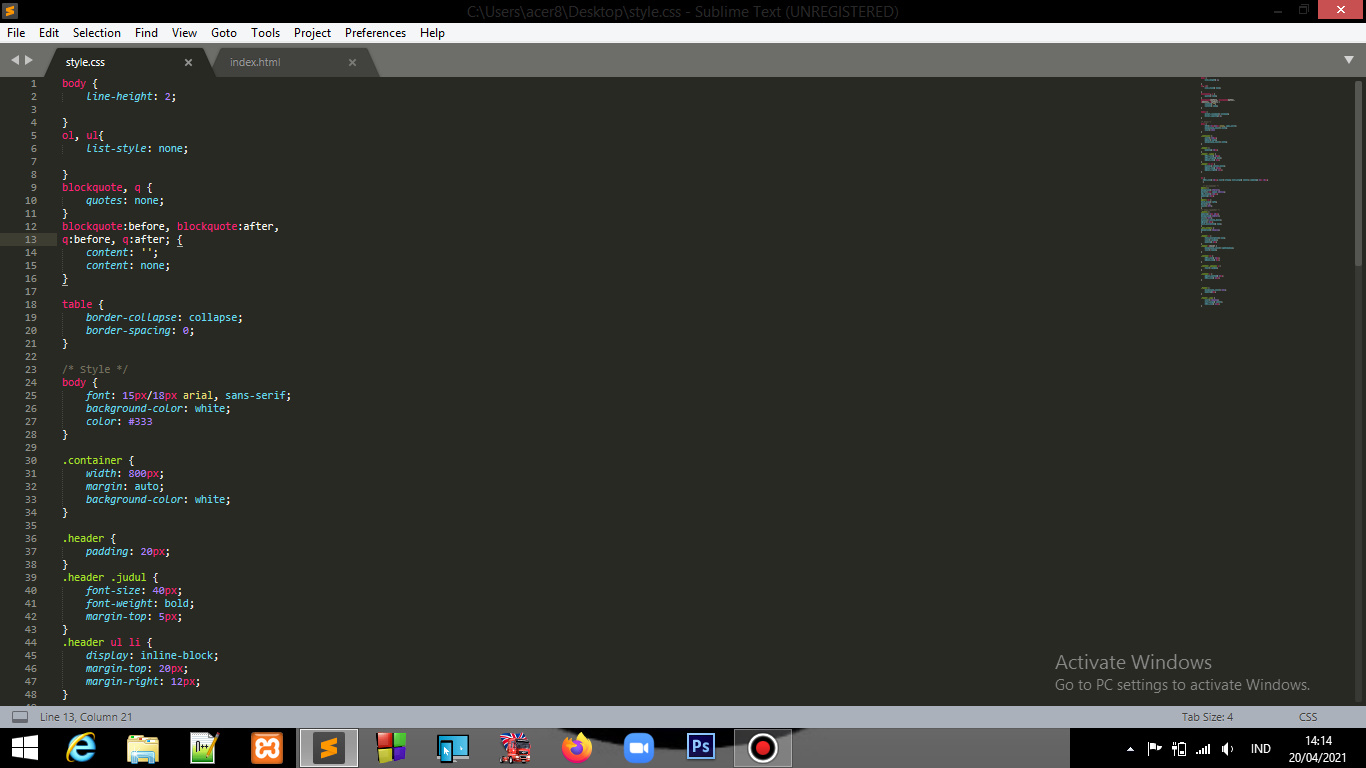 C:\Users\acer8\Desktop\style.css - Sublime Text (UNREGISTERED)
File Edit Selection Find View Goto Tools Project Preferences Help
style.css index.html
1 body {
2 line-height: 2;
3
4 }
5 ol, ul{
6 list-style: none;
7
8 }
9 blockquote, q {
10 quotes: none;
11 }
12 blockquote:before, blockquote:after,
13 q:before, q:after; {
14 content: '';
15 content: none;
16 }
17
18 table {
19 border-collapse: collapse;
20 border-spacing: 0;
21 }
22
23 /* Style */
24 body {
25 font: 15px/18px arial, sans-serif;
26 background-color: white;
27 color: #333
28 }
29
30 .container {
31 width: 800px;
32 margin: auto;
33 background-color: white;
34 }
35
36 .header {
37 padding: 20px;
38 }
39 .header .judul {
40 font-size: 40px;
41 font-weight: bold;
42 margin-top: 5px;
43 }
44 .header ul li {
45 display: inline-block;
46 margin-top: 20px;
47 margin-right: 12px;
48 }
Activate Windows
Go to PC settings to activate Windows.
Line 13, Column 21 Tab Size: 4 CSS
Ps
IND
14:14
20/04/2021